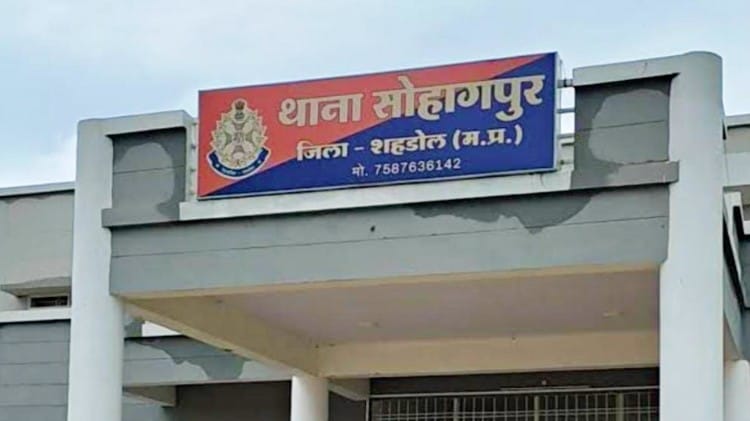 थाना सोहागपुर
जिला - शहडोल (म.प्र.)
मो. 7587636142